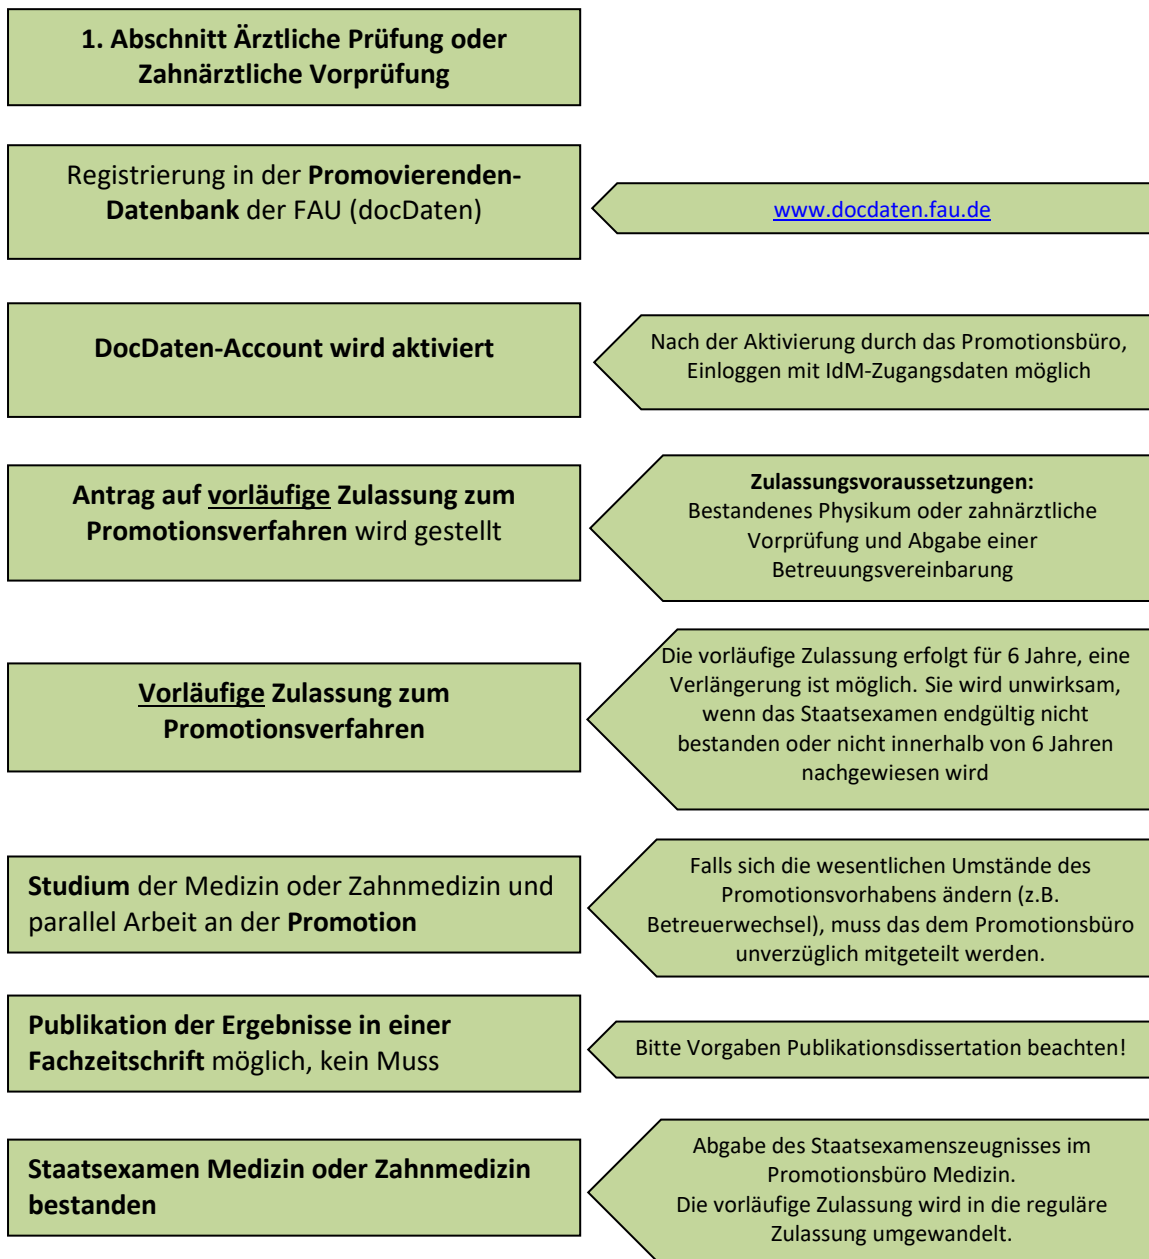 1. Abschnitt Ärztliche Prüfung oder
Zahnärztliche Vorprüfung
Registrierung in der Promovierenden-
Datenbank der FAU (docDaten)
www.docdaten.fau.de
DocDaten-Account wird aktiviert
Nach der Aktivierung durch das Promotionsbüro,
Einloggen mit IdM-Zugangsdaten möglich
Antrag auf vorläufige Zulassung zum
Promotionsverfahren wird gestellt
Zulassungsvoraussetzungen:
Bestandenes Physikum oder zahnärztliche
Vorprüfung und Abgabe einer
Betreuungsvereinbarung
Vorläufige Zulassung zum
Promotionsverfahren
Die vorläufige Zulassung erfolgt für 6 Jahre, eine
Verlängerung ist möglich. Sie wird unwirksam,
wenn das Staatsexamen endgültig nicht
bestanden oder nicht innerhalb von 6 Jahren
nachgewiesen wird
Studium der Medizin oder Zahnmedizin und
parallel Arbeit an der Promotion
Falls sich die wesentlichen Umstände des
Promotionsvorhabens ändern (z.B.
Betreuerwechsel), muss das dem Promotionsbüro
unverzüglich mitgeteilt werden.
Publikation der Ergebnisse in einer
Fachzeitschrift möglich, kein Muss
Bitte Vorgaben Publikationsdissertation beachten!
Staatsexamen Medizin oder Zahnmedizin
bestanden
Abgabe des Staatsexamenszeugnisses im
Promotionsbüro Medizin.
Die vorläufige Zulassung wird in die reguläre
Zulassung umgewandelt.